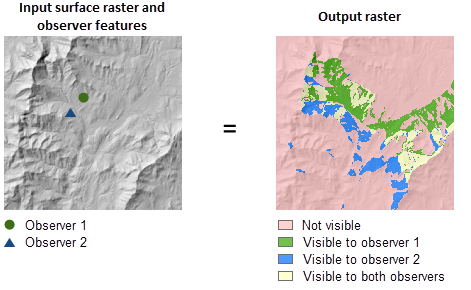 Input surface raster and
observer features
Output raster
=
Observer 1
Observer 2
Not visible
Visible to observer 1
Visible to observer 2
Visible to both observers